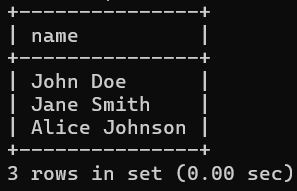 +---------------+
| name          |
+---------------+
| John Doe      |
| Jane Smith    |
| Alice Johnson |
+---------------+
3 rows in set (0.00 sec)